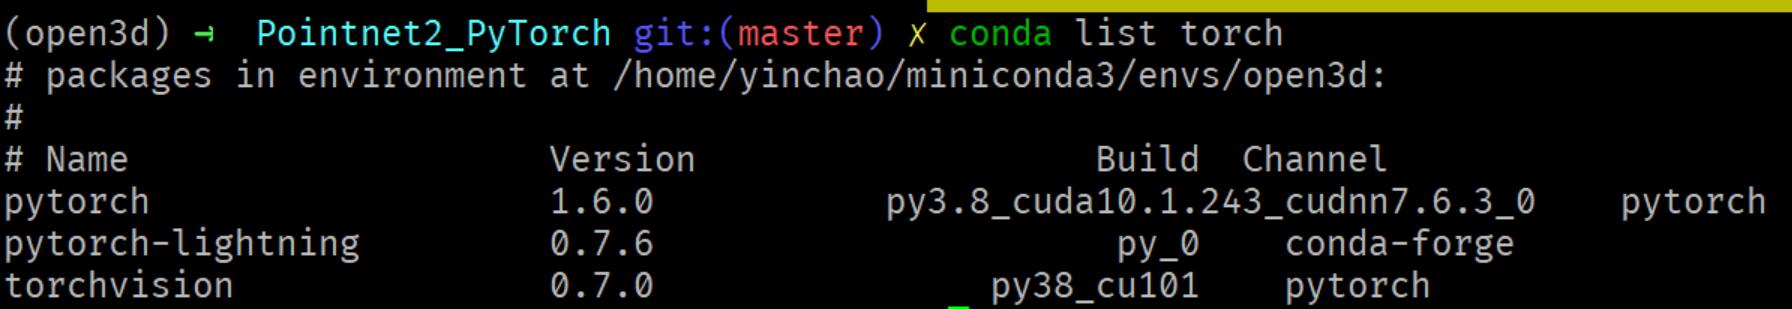 (open3d) → Pointnet2_PyTorch git:(master) ✗ conda list torch
# packages in environment at /home/yinchao/miniconda3/envs/open3d:
#
# Name Version Build Channel
pytorch 1.6.0 py3.8_cuda10.1.243_cudnn7.6.3_0 pytorch
pytorch-lightning 0.7.6 py_0 conda-forge
torchvision 0.7.0 py38_cu101 pytorch